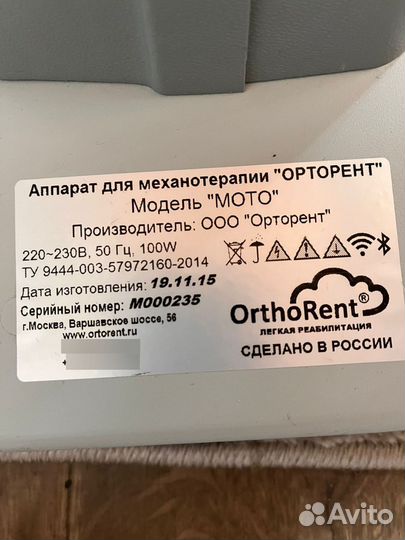 Аппарат для механотерапии "ОРТОРЕНТ"
Модель "МОТО"
Производитель: ООО "Орторент"
220~230В, 50 Гц, 100W
ТУ 9444-003-57972160-2014
Дата изготовления: 19.11.15
Серийный номер: М000235
г.Москва, Варшавское шоссе, 56
www.ortorent.ru
OrthoRent®
ЛЕГКАЯ РЕАБИЛИТАЦИЯ
СДЕЛАНО В РОССИИ
Avito